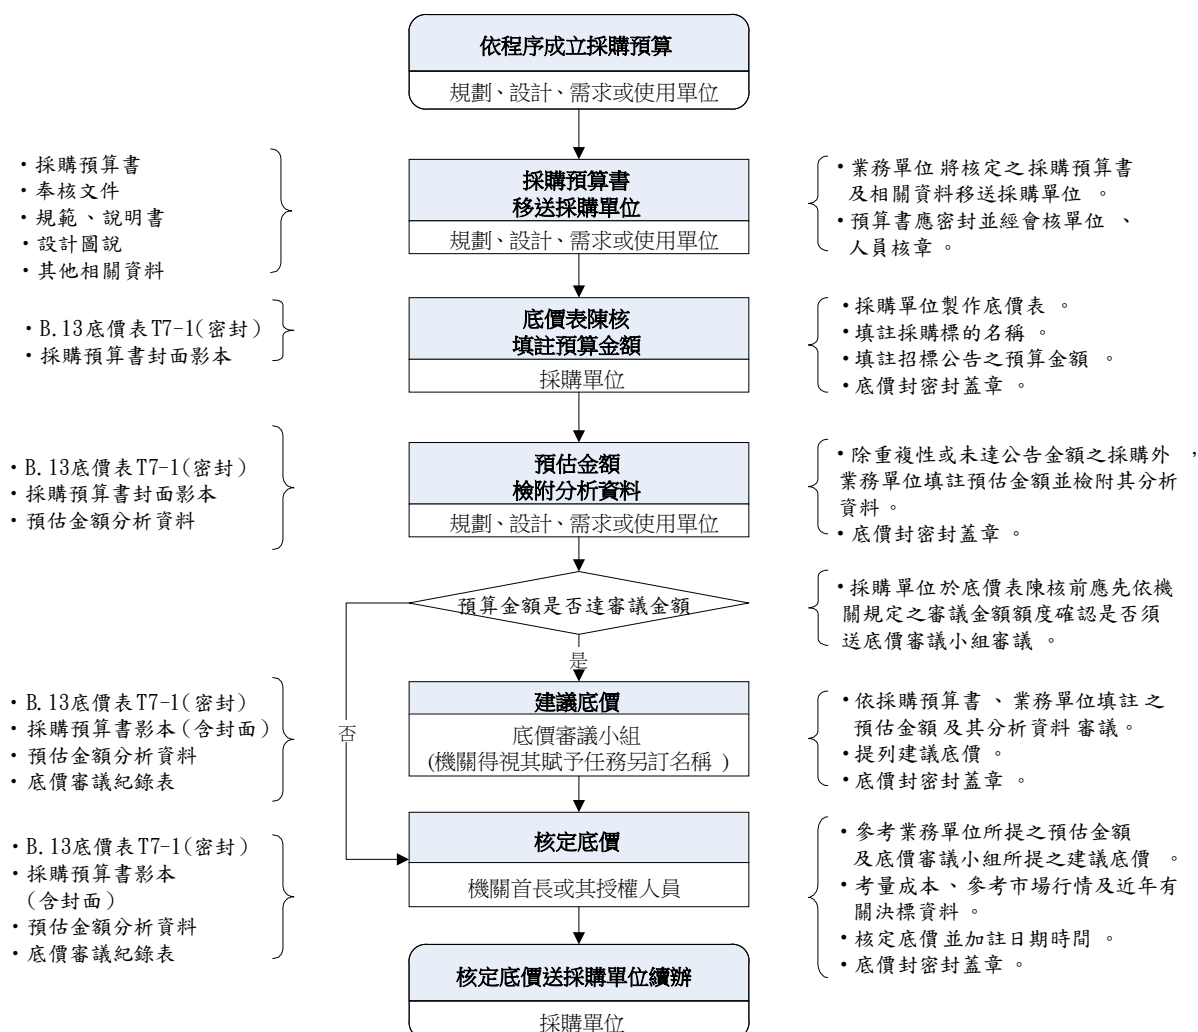 依程序成立採購預算
規劃、設計、需求或使用單位
・採購預算書
・奉核文件
・規範、說明書
・設計圖說
・其他相關資料
採購預算書
移送採購單位
規劃、設計、需求或使用單位
・業務單位將核定之採購預算書
及相關資料移送採購單位。
・預算書應密封並經會核單位、
人員核章。
・B.13底價表T7-1(密封)
・採購預算書封面影本
底價表陳核
填註預算金額
採購單位
・採購單位製作底價表。
・填註採購標的名稱。
・填註招標公告之預算金額。
・底價封密封蓋章。
・B.13底價表T7-1(密封)
・採購預算書封面影本
・預估金額分析資料
預估金額
檢附分析資料
規劃、設計、需求或使用單位
・除重複性或未達公告金額之採購外，
業務單位填註預估金額並檢附其分析
資料。
・底價封密封蓋章。
預算金額是否達審議金額
・採購單位於底價表陳核前應先依機
關規定之審議金額額度確認是否須
送底價審議小組審議。
是
否
・B.13底價表T7-1(密封)
・採購預算書影本(含封面)
・預估金額分析資料
・底價審議紀錄表
建議底價
底價審議小組
(機關得視其賦予任務另訂名稱)
・依採購預算書、業務單位填註之
預估金額及其分析資料審議。
・提列建議底價。
・底價封密封蓋章。
・B.13底價表T7-1(密封)
・採購預算書影本
(含封面)
・預估金額分析資料
・底價審議紀錄表
核定底價
機關首長或其授權人員
・參考業務單位所提之預估金額
及底價審議小組所提之建議底價。
・考量成本、參考市場行情及近年有
關決標資料。
・核定底價並加註日期時間。
・底價封密封蓋章。
核定底價送採購單位續辦
採購單位